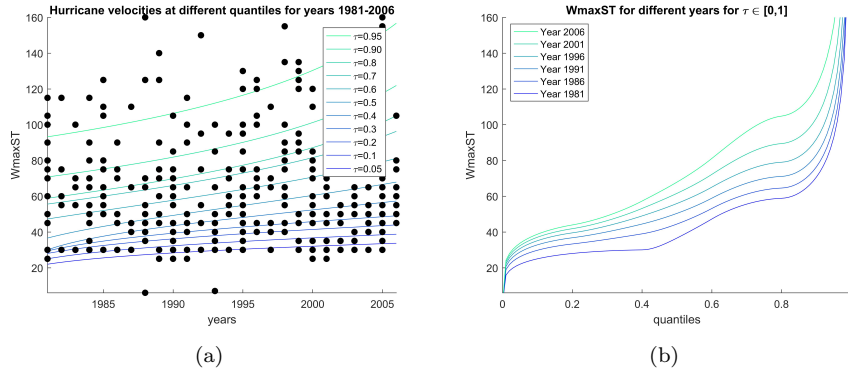 Hurricane velocities at different quantiles for years 1981-2006
WmaxST
160
140
120
100
80
60
40
20
1985
1990
1995
2000
2005
years
τ=0.95
τ=0.90
τ=0.8
τ=0.7
τ=0.6
τ=0.5
τ=0.4
τ=0.3
τ=0.2
τ=0.1
τ=0.05
(a)
WmaxST for different years for τ ∈ [0,1]
WmaxST
160
140
120
100
80
60
40
20
0
0.2
0.4
0.6
0.8
quantiles
Year 2006
Year 2001
Year 1996
Year 1991
Year 1986
Year 1981
(b)